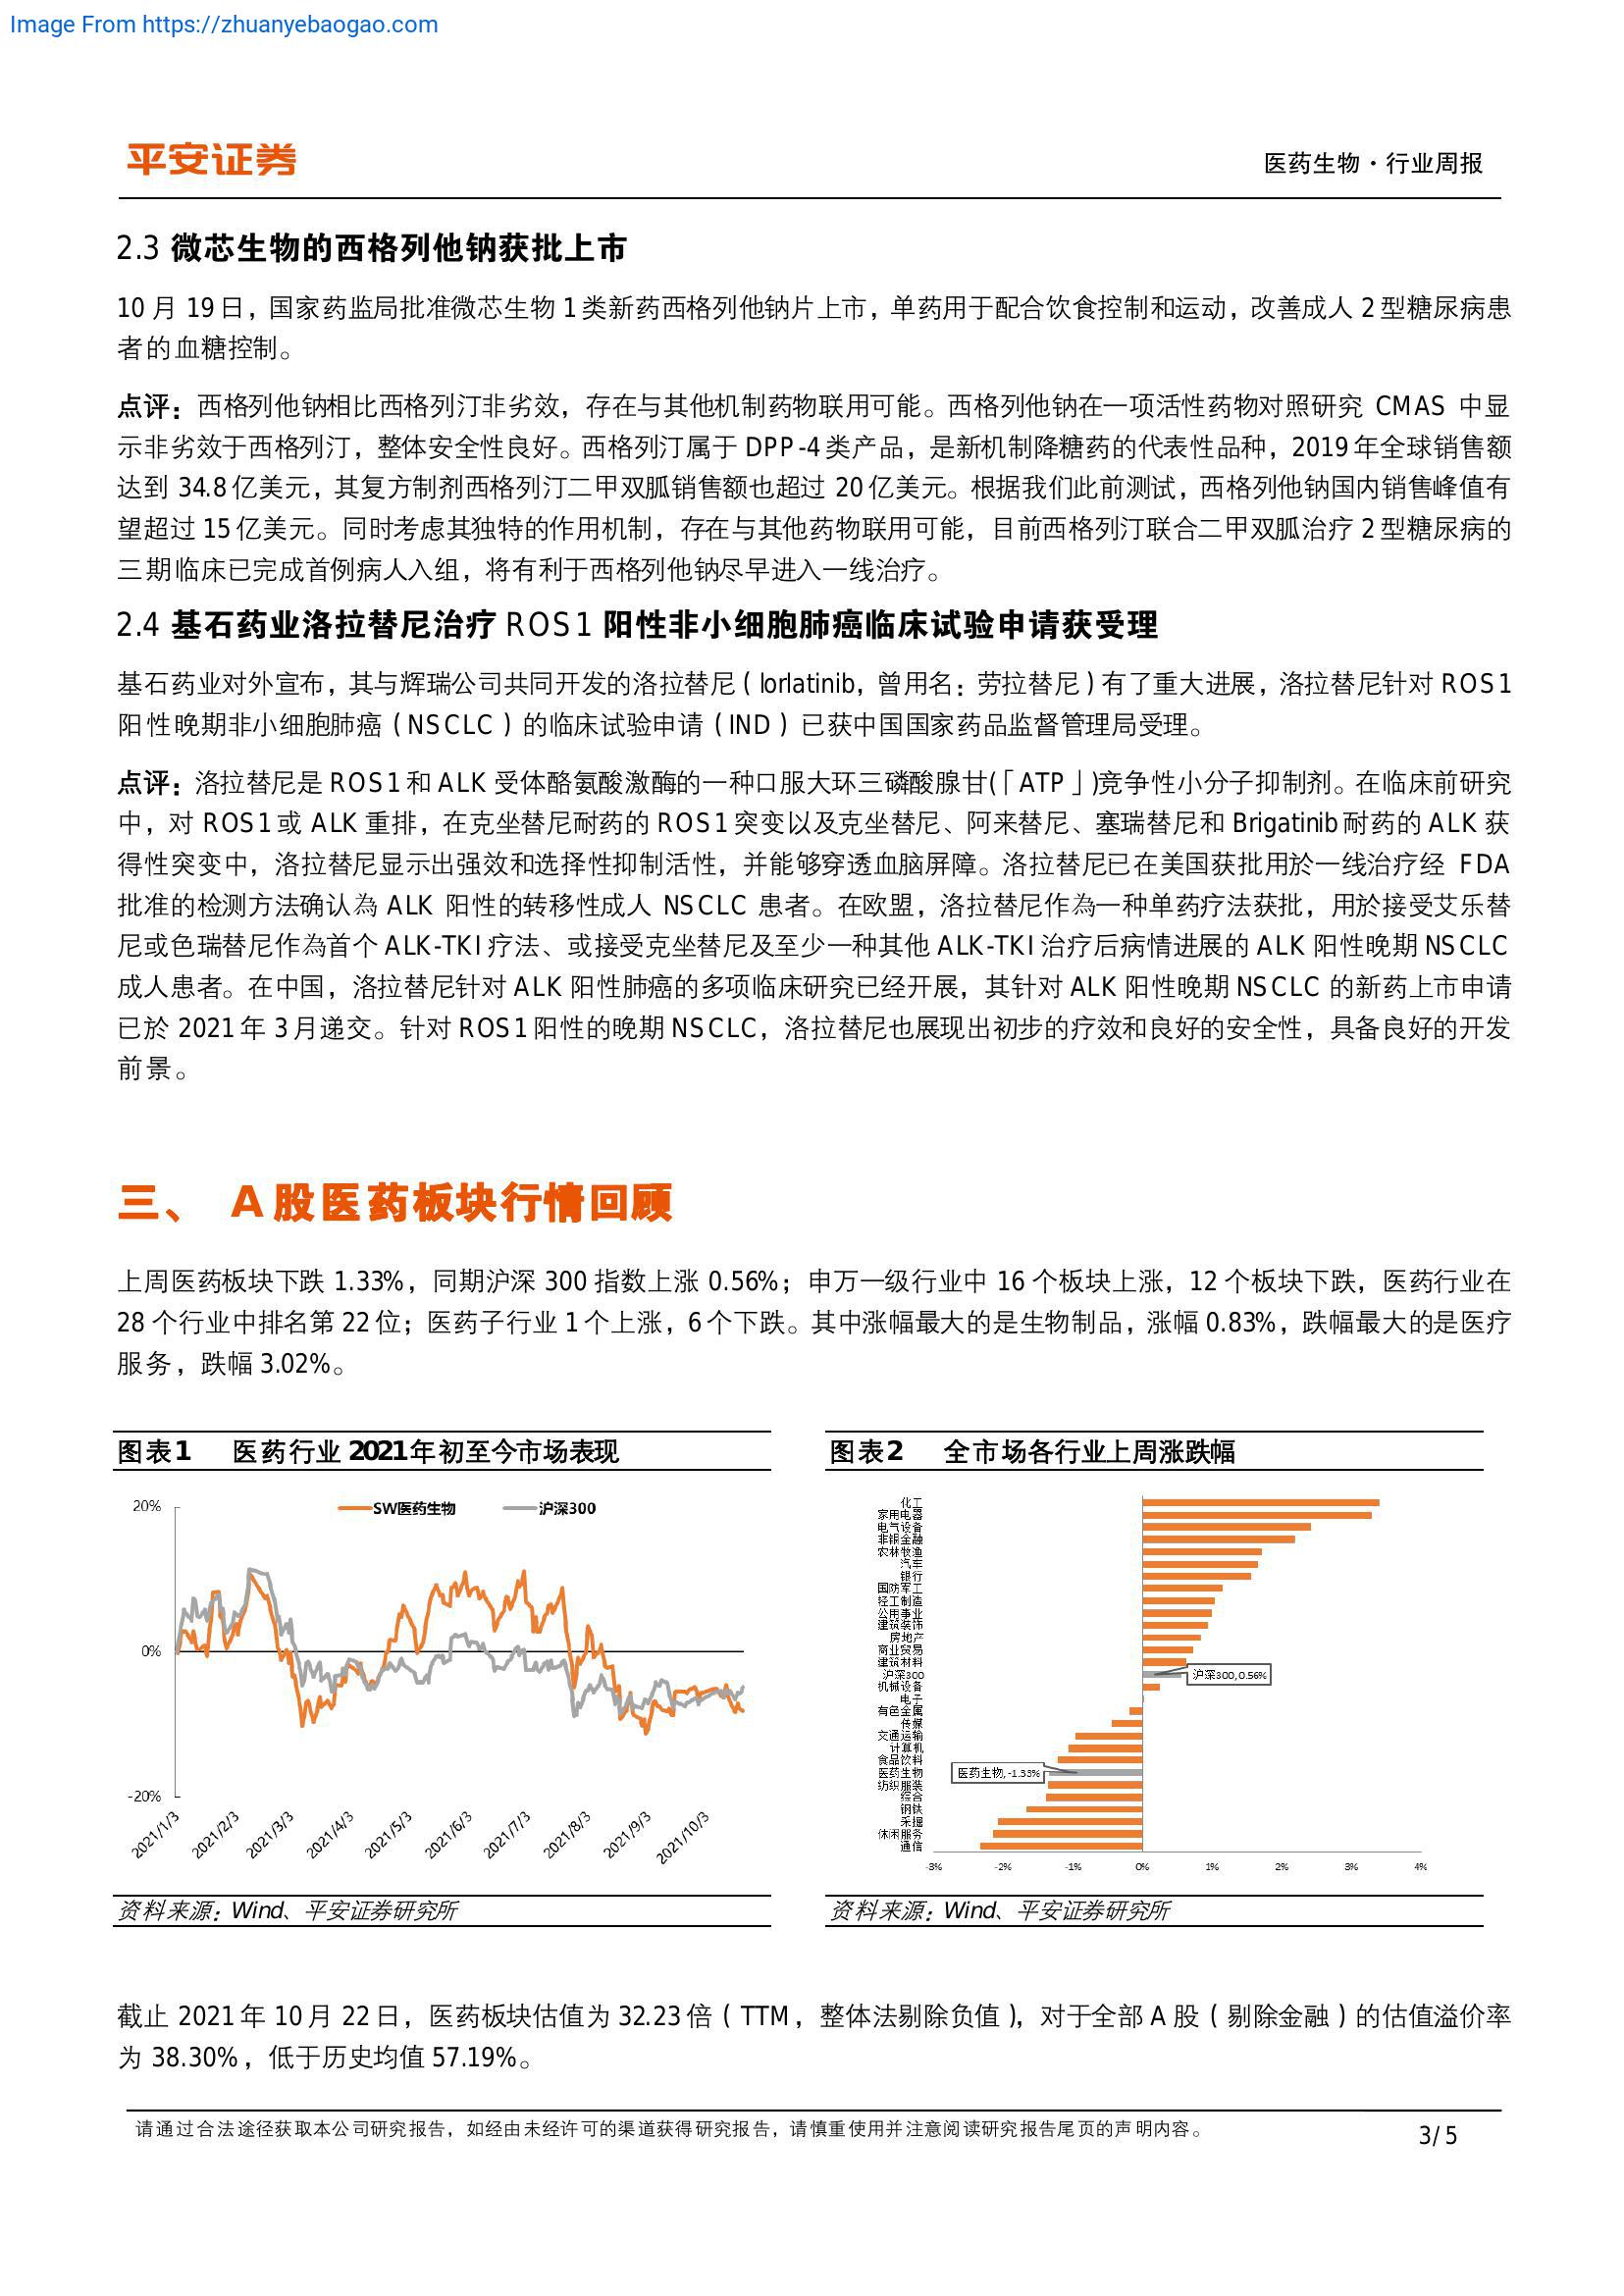 Image From https://zhuanyebaogao.com
平安证券
医药生物·行业周报
2.3 微芯生物的西格列他钠获批上市
10 月 19 日，国家药监局批准微芯生物 1 类新药西格列他钠片上市，单药用于配合饮食控制和运动，改善成人 2 型糖尿病患
者的血糖控制。
点评：西格列他钠相比西格列汀非劣效，存在与其他机制药物联用可能。西格列他钠在一项活性药物对照研究 CMAS 中显
示非劣效于西格列汀，整体安全性良好。西格列汀属于 DPP-4 类产品，是新机制降糖药的代表性品种，2019 年全球销售额
达到 34.8 亿美元，其复方制剂西格列汀二甲双胍销售额也超过 20 亿美元。根据我们此前测试，西格列他钠国内销售峰值有
望超过 15 亿美元。同时考虑其独特的作用机制，存在与其他药物联用可能，目前西格列汀联合二甲双胍治疗 2 型糖尿病的
三期临床已完成首例病人入组，将有利于西格列他钠尽早进入一线治疗。
2.4 基石药业洛拉替尼治疗 ROS1 阳性非小细胞肺癌临床试验申请获受理
基石药业对外宣布，其与辉瑞公司共同开发的洛拉替尼（lorlatinib，曾用名：劳拉替尼）有了重大进展，洛拉替尼针对 ROS1
阳性晚期非小细胞肺癌（NSCLC）的临床试验申请（IND）已获中国国家药品监督管理局受理。
点评：洛拉替尼是 ROS1 和 ALK 受体酪氨酸激酶的一种口服大环三磷酸腺甘(「ATP」)竞争性小分子抑制剂。在临床前研究
中，对 ROS1 或 ALK 重排，在克坐替尼耐药的 ROS1 突变以及克坐替尼、阿来替尼、塞瑞替尼和 Brigatinib 耐药的 ALK 获
得性突变中，洛拉替尼显示出强效和选择性抑制活性，并能够穿透血脑屏障。洛拉替尼已在美国获批用於一线治疗经 FDA
批准的检测方法确认為 ALK 阳性的转移性成人 NSCLC 患者。在欧盟，洛拉替尼作為一种单药疗法获批，用於接受艾乐替
尼或色瑞替尼作為首个 ALK-TKI 疗法、或接受克坐替尼及至少一种其他 ALK-TKI 治疗后病情进展的 ALK 阳性晚期 NSCLC
成人患者。在中国，洛拉替尼针对 ALK 阳性肺癌的多项临床研究已经开展，其针对 ALK 阳性晚期 NSCLC 的新药上市申请
已於 2021 年 3 月递交。针对 ROS1 阳性的晚期 NSCLC，洛拉替尼也展现出初步的疗效和良好的安全性，具备良好的开发
前景。
三、 A 股医药板块行情回顾
上周医药板块下跌 1.33%，同期沪深 300 指数上涨 0.56%；申万一级行业中 16 个板块上涨，12 个板块下跌，医药行业在
28 个行业中排名第 22 位；医药子行业 1 个上涨，6 个下跌。其中涨幅最大的是生物制品，涨幅 0.83%，跌幅最大的是医疗
服务，跌幅 3.02%。
图表1 医药行业 2021年初至今市场表现
20%
SW医药生物 沪深300
0%
-20%
2021/1/3 2021/2/3 2021/3/3 2021/4/3 2021/5/3 2021/6/3 2021/7/3 2021/8/3 2021/9/3 2021/10/3
资料来源：Wind、平安证券研究所
图表2 全市场各行业上周涨跌幅
化工
家用电器
电气设备
非银金融
农林牧渔
汽车
银行
国防军工
轻工制造
公用事业
建筑装饰
房地产
商业贸易
建筑材料
沪深300
沪深300, 0.56%
机械设备
电子
有色金属
传媒
交通运输
计算机
食品饮料
医药生物
医药生物, -1.33%
纺织服装
综合
钢铁
采掘
休闲服务
通信
-3% -2% -1% 0% 1% 2% 3% 4%
资料来源：Wind、平安证券研究所
截止 2021 年 10 月 22 日，医药板块估值为 32.23 倍（TTM，整体法剔除负值），对于全部 A 股（剔除金融）的估值溢价率
为 38.30%，低于历史均值 57.19%。
请通过合法途径获取本公司研究报告，如经由未经许可的渠道获得研究报告，请慎重使用并注意阅读研究报告尾页的声明内容。
3/5